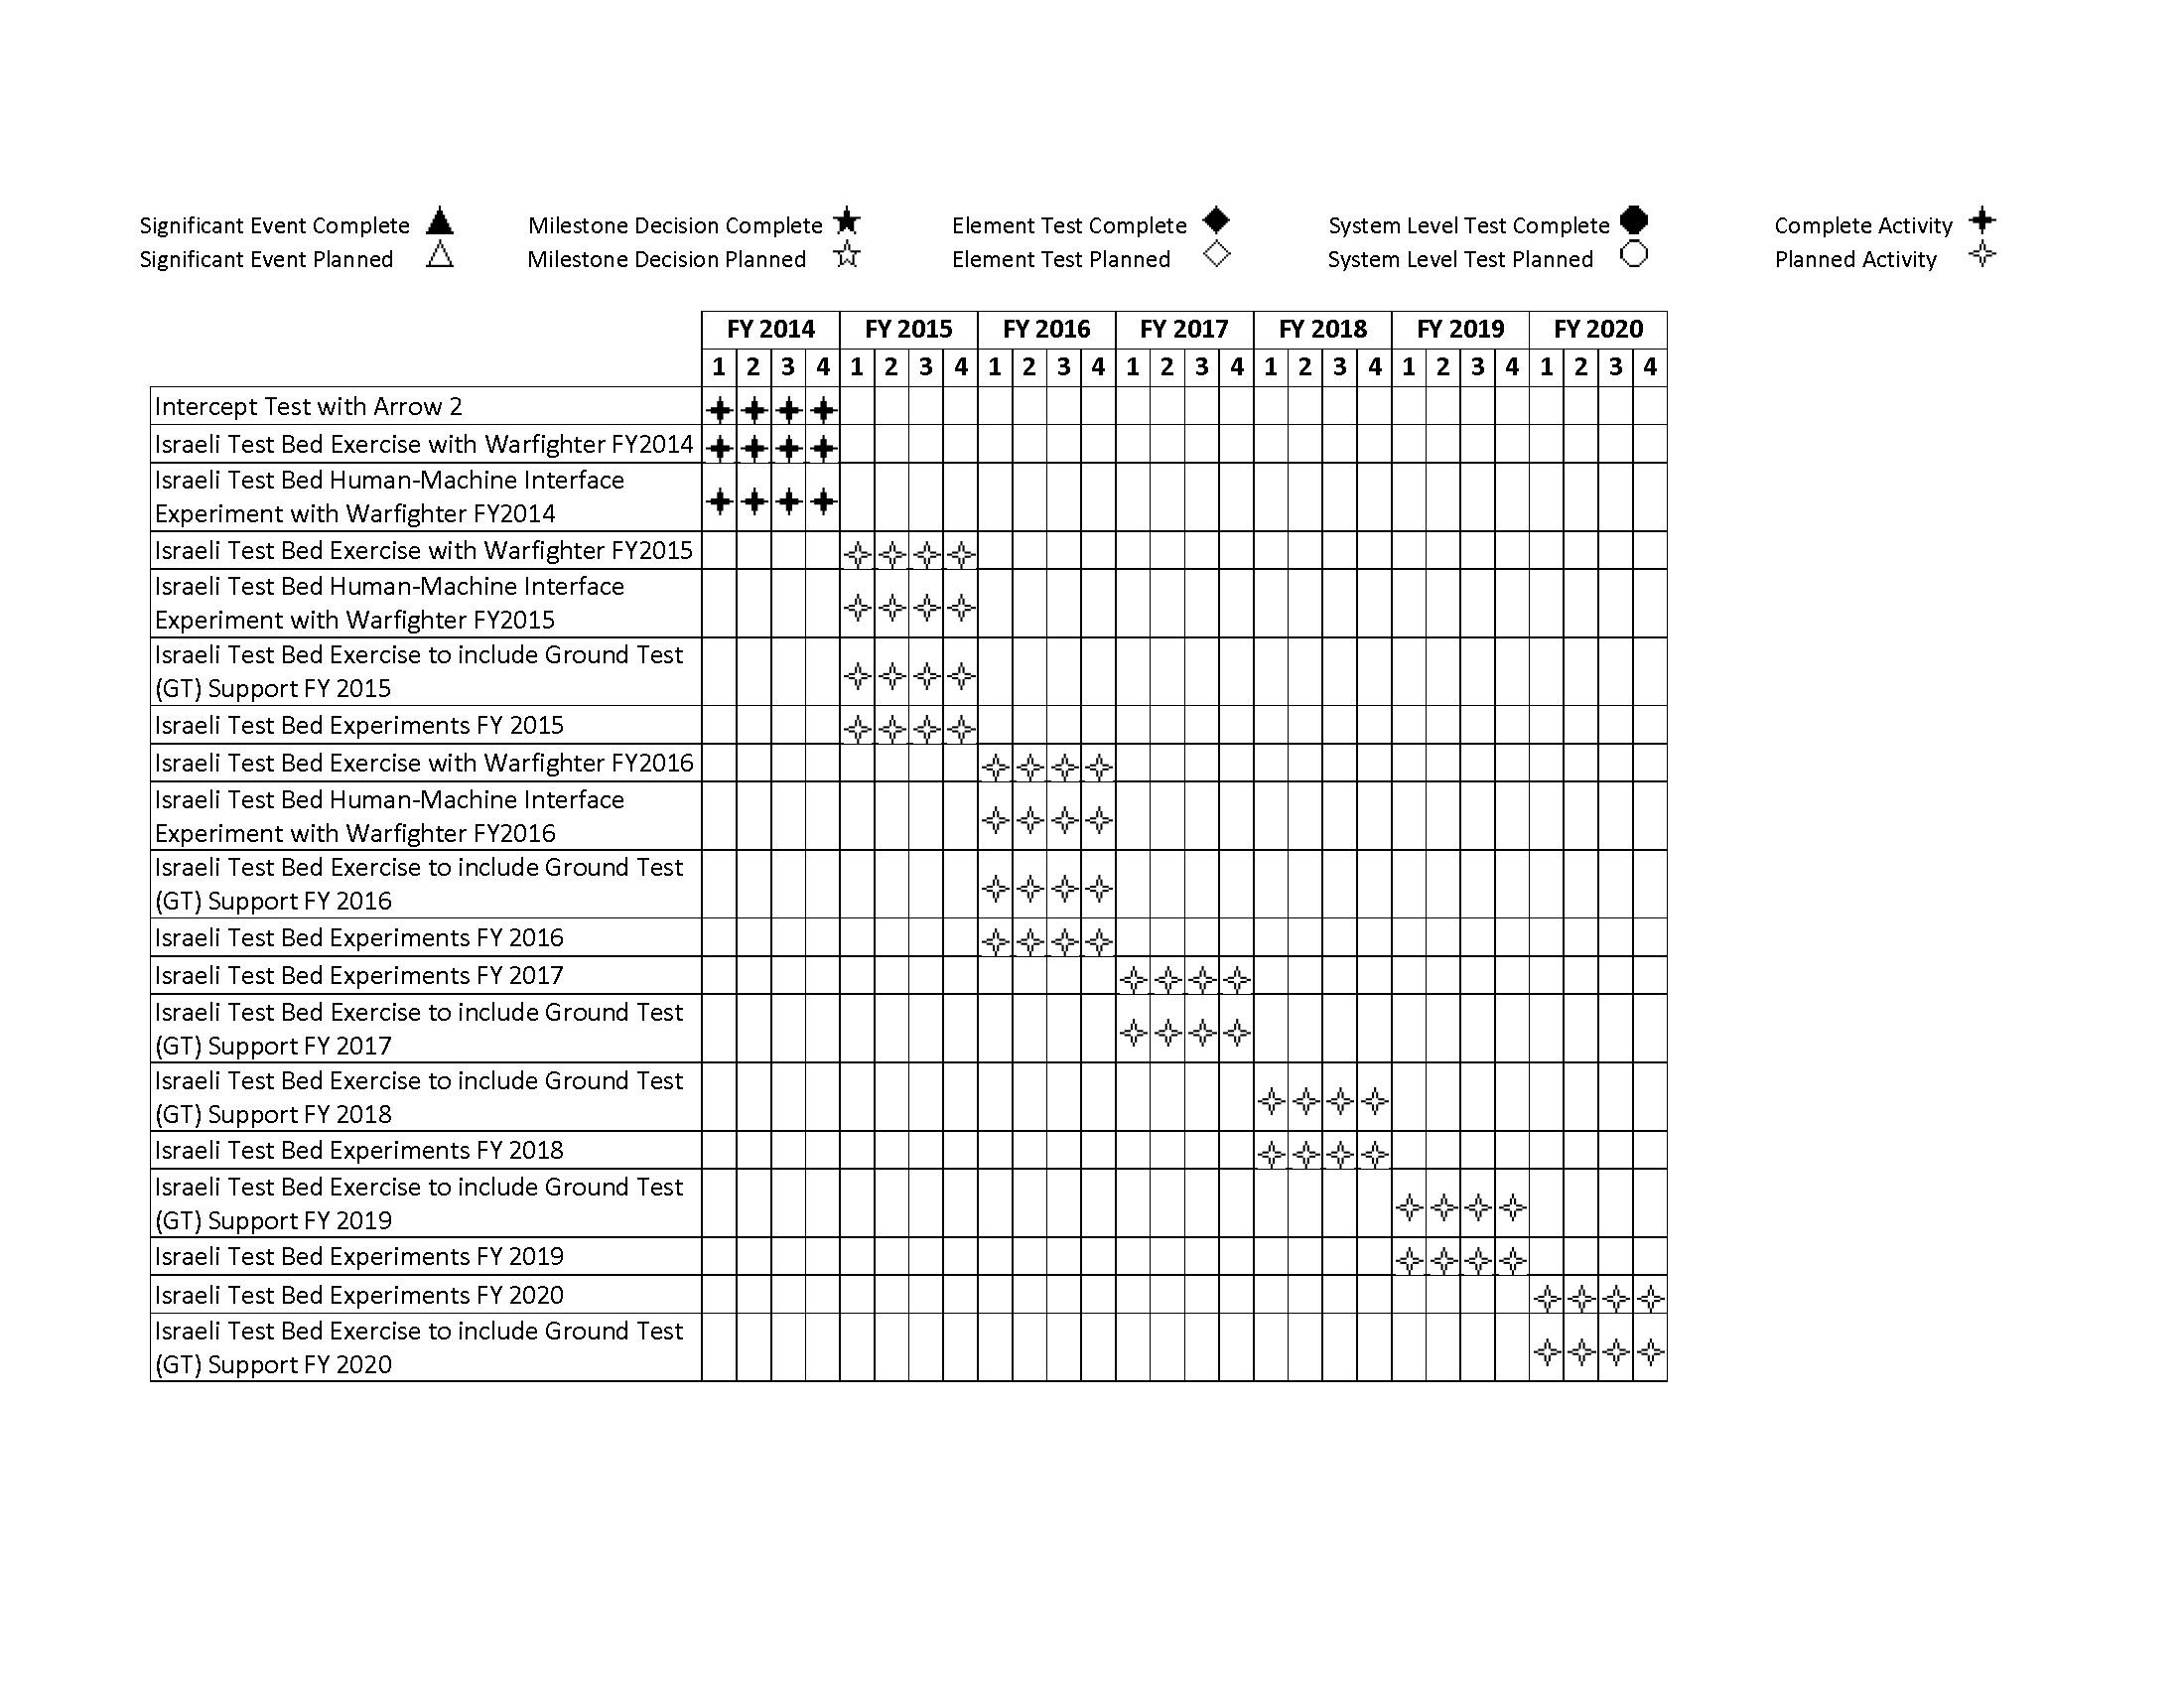 Significant Event Complete Milestone Decision Complete Element Test Complete System Level Test Complete Complete Activity
Significant Event Planned Milestone Decision Planned Element Test Planned System Level Test Planned Planned Activity
FY 2014 FY 2015 FY 2016 FY 2017 FY 2018 FY 2019 FY 2020
1 2 3 4 1 2 3 4 1 2 3 4 1 2 3 4 1 2 3 4 1 2 3 4 1 2 3 4
Intercept Test with Arrow 2
Israeli Test Bed Exercise with Warfighter FY2014
Israeli Test Bed Human-Machine Interface
Experiment with Warfighter FY2014
Israeli Test Bed Exercise with Warfighter FY2015
Israeli Test Bed Human-Machine Interface
Experiment with Warfighter FY2015
Israeli Test Bed Exercise to include Ground Test
(GT) Support FY 2015
Israeli Test Bed Experiments FY 2015
Israeli Test Bed Exercise with Warfighter FY2016
Israeli Test Bed Human-Machine Interface
Experiment with Warfighter FY2016
Israeli Test Bed Exercise to include Ground Test
(GT) Support FY 2016
Israeli Test Bed Experiments FY 2016
Israeli Test Bed Experiments FY 2017
Israeli Test Bed Exercise to include Ground Test
(GT) Support FY 2017
Israeli Test Bed Exercise to include Ground Test
(GT) Support FY 2018
Israeli Test Bed Experiments FY 2018
Israeli Test Bed Exercise to include Ground Test
(GT) Support FY 2019
Israeli Test Bed Experiments FY 2019
Israeli Test Bed Experiments FY 2020
Israeli Test Bed Exercise to include Ground Test
(GT) Support FY 2020